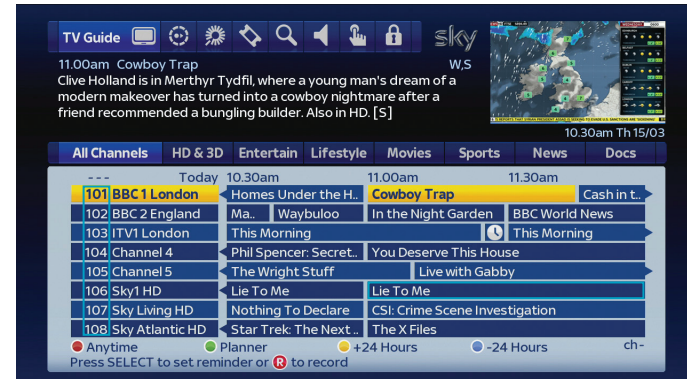 TV Guide
sky
11.00am Cowboy Trap W,S
Clive Holland is in Merthyr Tydfil, where a young man's dream of a
modern makeover has turned into a cowboy nightmare after a
friend recommended a bungling builder. Also in HD. [S]
10.30am Th 15/03
All Channels HD & 3D Entertain Lifestyle Movies Sports News Docs
--- Today 10.30am 11.00am 11.30am
101 BBC 1 London Homes Under the H.. Cowboy Trap Cash in t..
102 BBC 2 England Ma.. Waybuloo In the Night Garden BBC World News
103 ITV1 London This Morning This Morning
104 Channel 4 Phil Spencer: Secret.. You Deserve This House
105 Channel 5 The Wright Stuff Live with Gabby
106 Sky1 HD Lie To Me Lie To Me
107 Sky Living HD Nothing To Declare CSI: Crime Scene Investigation
108 Sky Atlantic HD Star Trek: The Next .. The X Files
Anytime Planner +24 Hours -24 Hours ch-
Press SELECT to set reminder or R to record